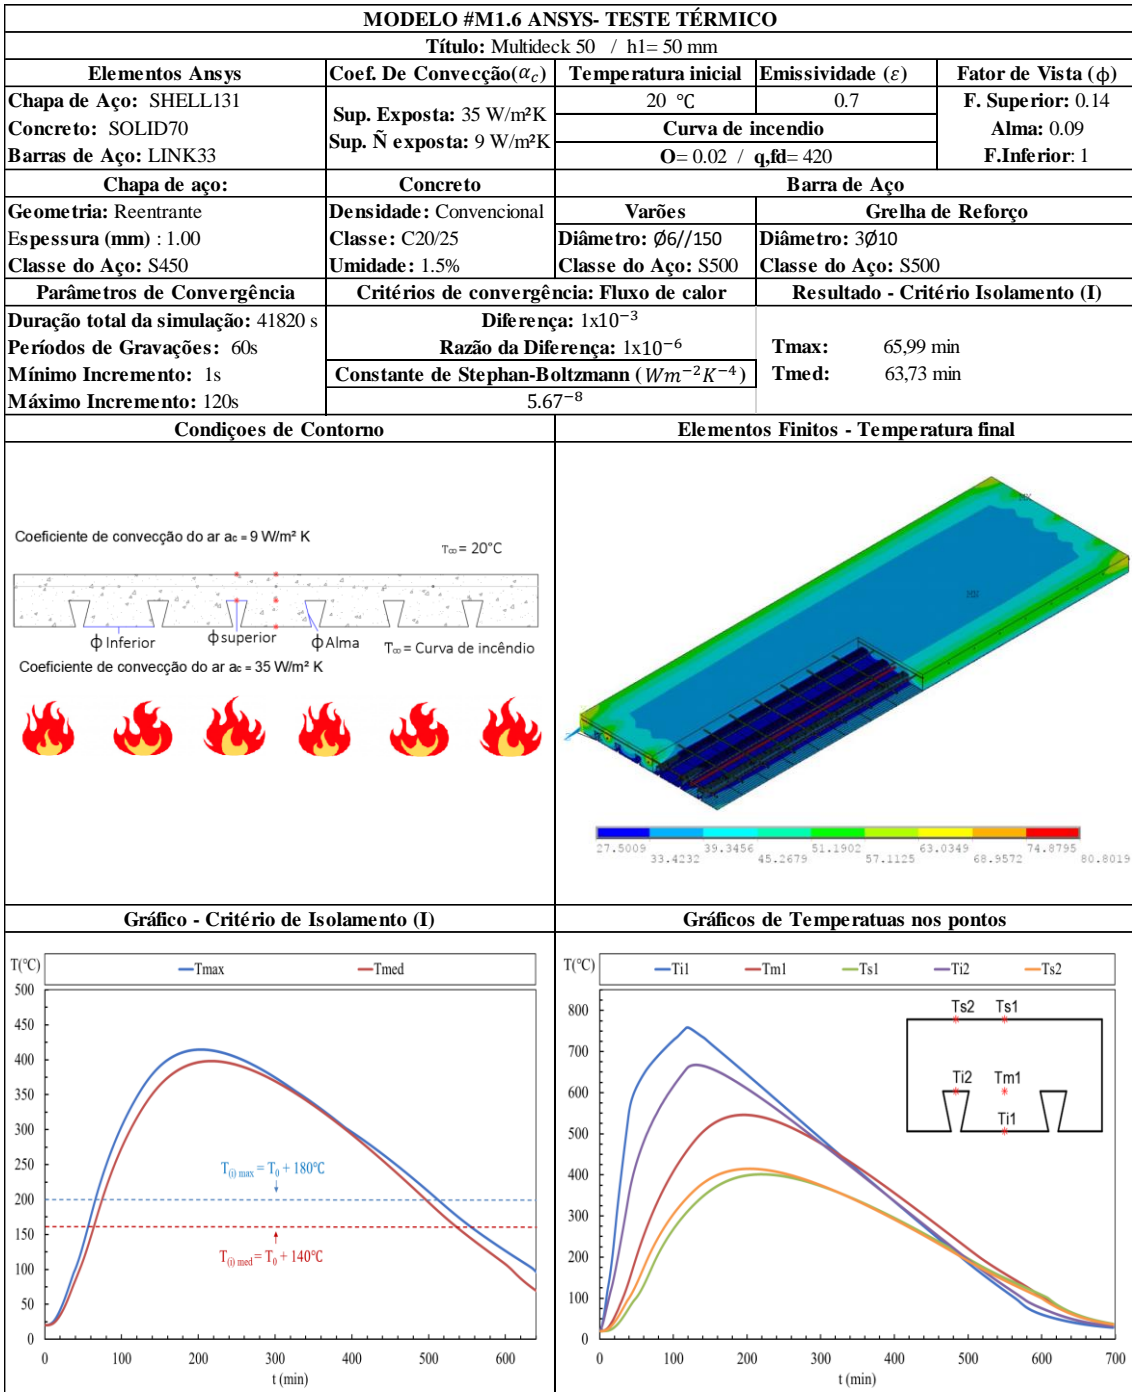 MODELO #M1.6 ANSYS- TESTE TÉRMICO
Título: Multideck 50 / h1= 50 mm
Elementos Ansys
Coef. De Convecção(α_c)
Temperatura inicial
Emissividade (ε)
Fator de Vista (ϕ)
Chapa de Aço: SHELL131
Concreto: SOLID70
Barras de Aço: LINK33
Sup. Exposta: 35 W/m²K
Sup. Ñ exposta: 9 W/m²K
20 °C
0.7
Curva de incendio
O= 0.02 / q,fd= 420
F. Superior: 0.14
Alma: 0.09
F.Inferior: 1
Chapa de aço:
Concreto
Barra de Aço
Geometria: Reentrante
Espessura (mm) : 1.00
Classe do Aço: S450
Densidade: Convencional
Classe: C20/25
Umidade: 1.5%
Varões
Diâmetro: Ø6//150
Classe do Aço: S500
Grelha de Reforço
Diâmetro: 3Ø10
Classe do Aço: S500
Parâmetros de Convergência
Critérios de convergência: Fluxo de calor
Resultado - Critério Isolamento (I)
Duração total da simulação: 41820 s
Períodos de Gravações: 60s
Mínimo Incremento: 1s
Máximo Incremento: 120s
Diferença: 1x10⁻³
Razão da Diferença: 1x10⁻⁶
Constante de Stephan-Boltzmann (Wm⁻²K⁻⁴)
5.67⁻⁸
Tmax: 65,99 min
Tmed: 63,73 min
Condiçoes de Contorno
Elementos Finitos - Temperatura final
Coeficiente de convecção do ar ac = 9 W/m² K
T∞ = 20°C
ϕ Inferior
ϕ superior
ϕ Alma
T∞ = Curva de incêndio
Coeficiente de convecção do ar ac = 35 W/m² K
27.5009 39.3456 51.1902 63.0349 74.8795
33.4232 45.2679 57.1125 68.9572 80.8019
Gráfico - Critério de Isolamento (I)
Gráficos de Temperatuas nos pontos
T(°C)
Tmax
Tmed
500
450
400
350
300
250
200
150
100
50
0
T(i) max = T0 + 180°C
T(i) med = T0 + 140°C
0 100 200 300 400 500 600
t (min)
T(°C)
Ti1
Tm1
Ts1
Ti2
Ts2
800
700
600
500
400
300
200
100
0
Ts2 Ts1
Ti2 Tm1
Ti1
0 100 200 300 400 500 600 700
t (min)